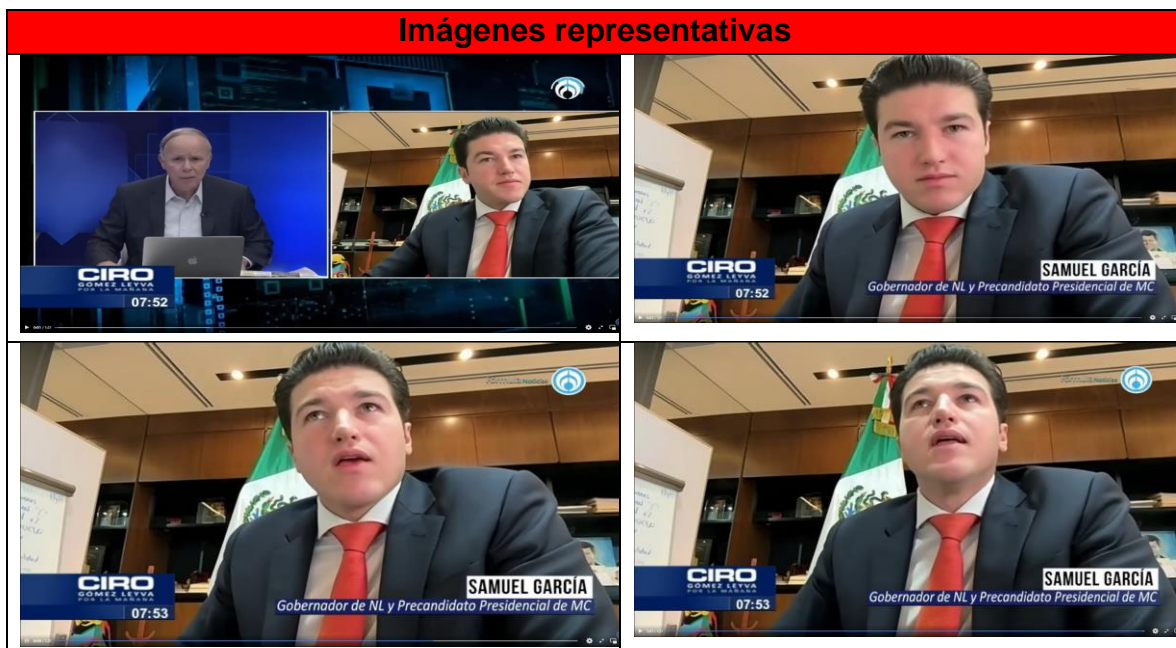 Imágenes representativas
CIRO
GÓMEZ LEYVA
POR LA MAÑANA
07:52
SAMUEL GARCÍA
Gobernador de NL y Precandidato Presidencial de MC
CIRO
GÓMEZ LEYVA
POR LA MAÑANA
07:52
CIRO
GÓMEZ LEYVA
POR LA MAÑANA
07:53
SAMUEL GARCÍA
Gobernador de NL y Precandidato Presidencial de MC
CIRO
GÓMEZ LEYVA
POR LA MAÑANA
07:53
SAMUEL GARCÍA
Gobernador de NL y Precandidato Presidencial de MC